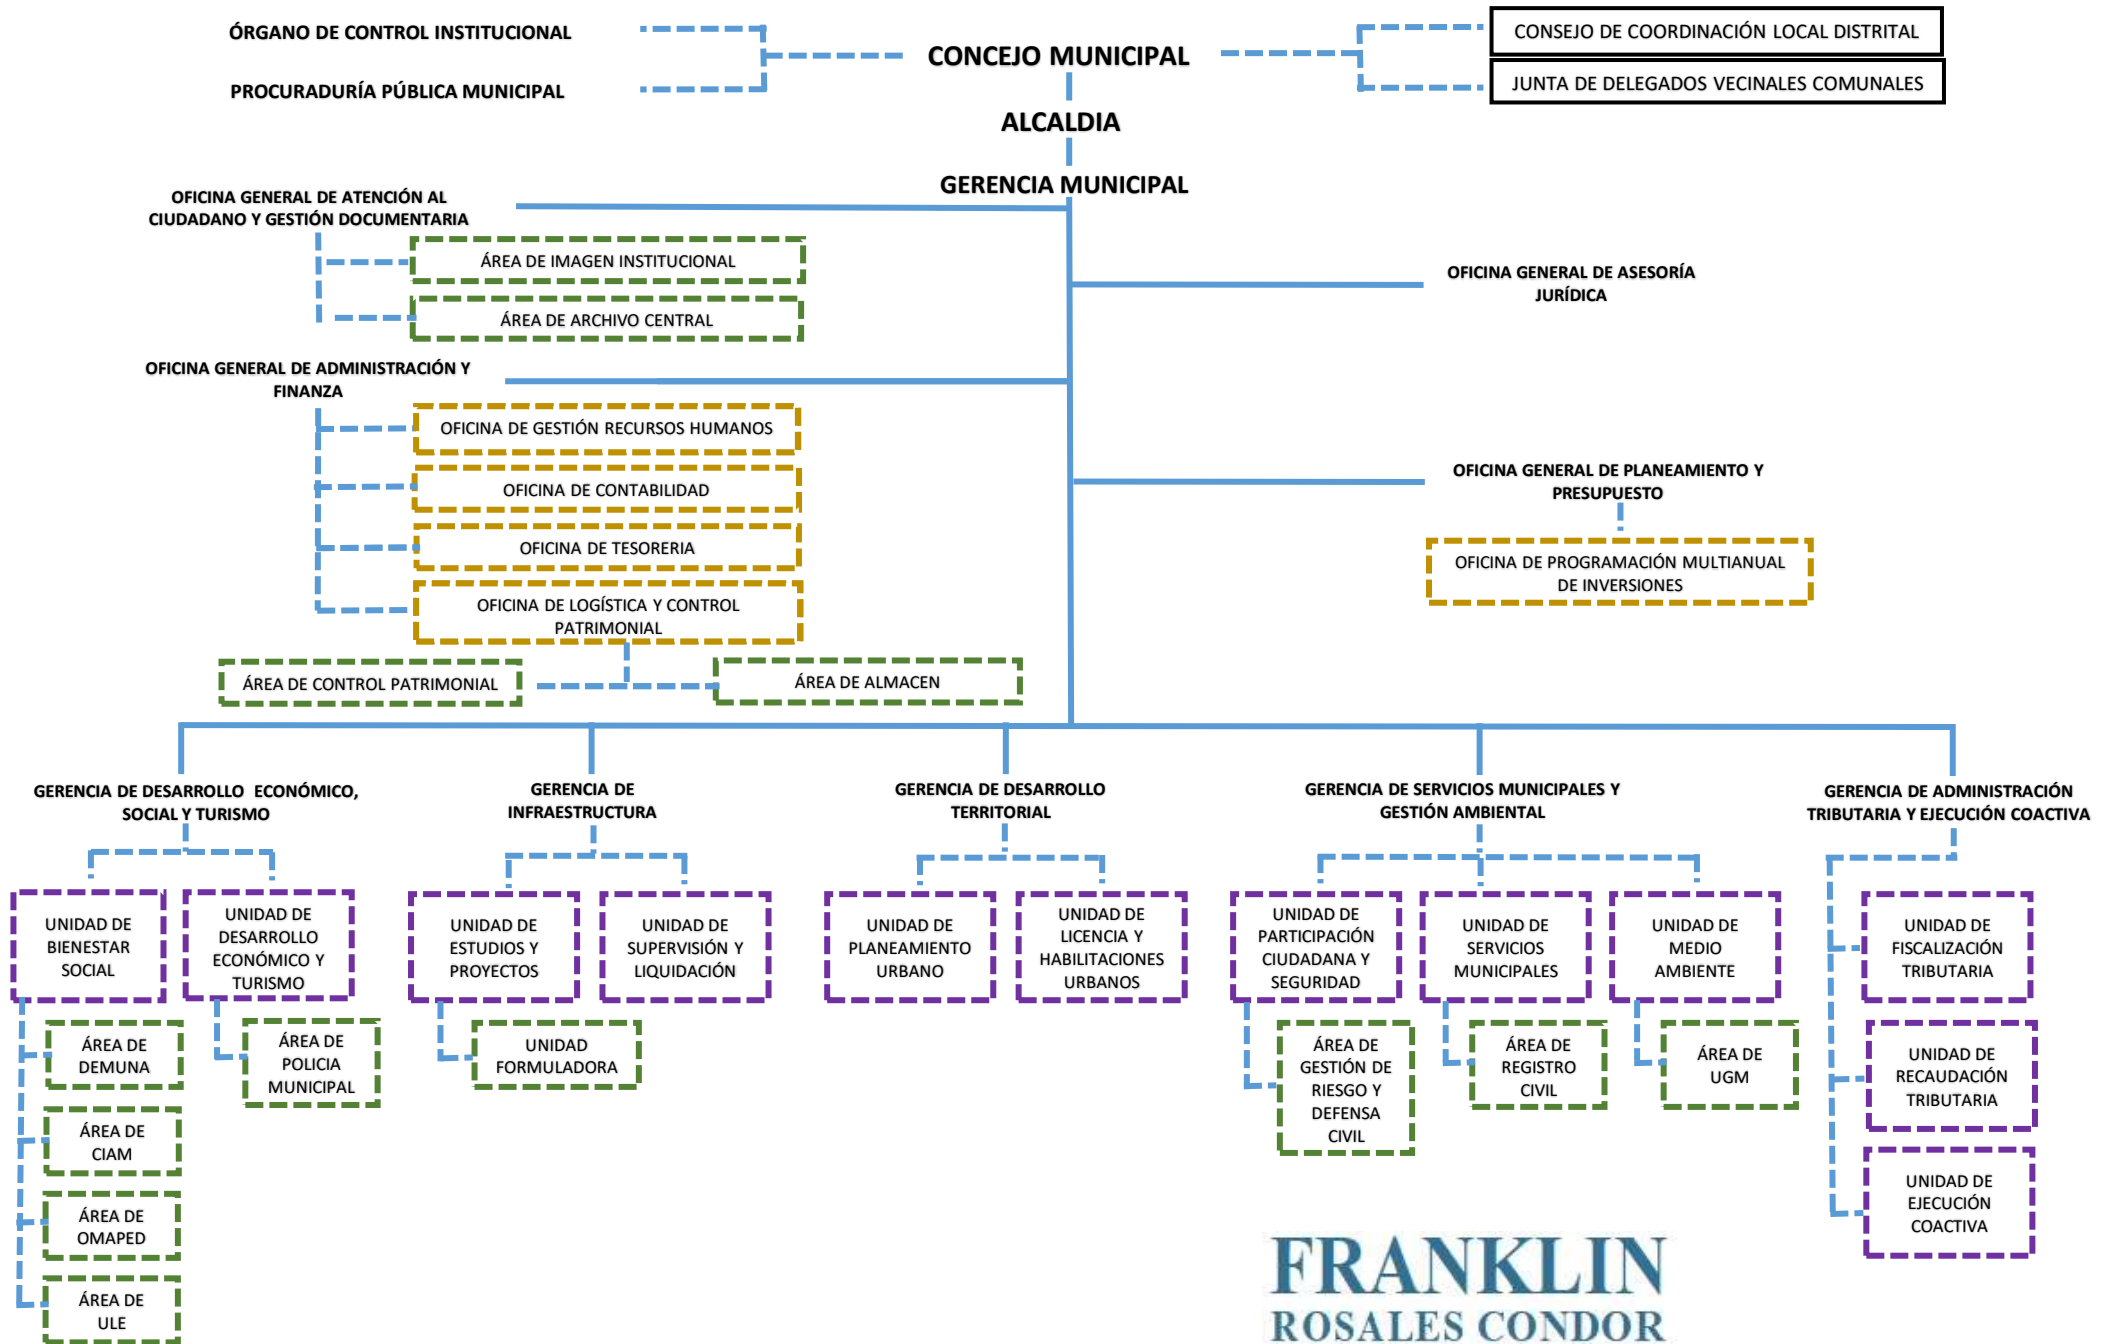 ÓRGANO DE CONTROL INSTITUCIONAL
PROCURADURÍA PÚBLICA MUNICIPAL
CONCEJO MUNICIPAL
CONSEJO DE COORDINACIÓN LOCAL DISTRITAL
JUNTA DE DELEGADOS VECINALES COMUNALES
ALCALDIA
GERENCIA MUNICIPAL
OFICINA GENERAL DE ATENCIÓN AL
CIUDADANO Y GESTIÓN DOCUMENTARIA
ÁREA DE IMAGEN INSTITUCIONAL
ÁREA DE ARCHIVO CENTRAL
OFICINA GENERAL DE ASESORÍA
JURÍDICA
OFICINA GENERAL DE ADMINISTRACIÓN Y
FINANZA
OFICINA DE GESTIÓN RECURSOS HUMANOS
OFICINA DE CONTABILIDAD
OFICINA DE TESORERIA
OFICINA DE LOGÍSTICA Y CONTROL
PATRIMONIAL
ÁREA DE CONTROL PATRIMONIAL
ÁREA DE ALMACEN
OFICINA GENERAL DE PLANEAMIENTO Y
PRESUPUESTO
OFICINA DE PROGRAMACIÓN MULTIANUAL
DE INVERSIONES
GERENCIA DE DESARROLLO ECONÓMICO,
SOCIAL Y TURISMO
UNIDAD DE
BIENESTAR
SOCIAL
UNIDAD DE
DESARROLLO
ECONÓMICO Y
TURISMO
ÁREA DE
DEMUNA
ÁREA DE
CIAM
ÁREA DE
OMAPED
ÁREA DE
ULE
ÁREA DE
POLICIA
MUNICIPAL
GERENCIA DE
INFRAESTRUCTURA
UNIDAD DE
ESTUDIOS Y
PROYECTOS
UNIDAD DE
SUPERVISIÓN Y
LIQUIDACIÓN
UNIDAD
FORMULADORA
GERENCIA DE DESARROLLO
TERRITORIAL
UNIDAD DE
PLANEAMIENTO
URBANO
UNIDAD DE
LICENCIA Y
HABILITACIONES
URBANOS
GERENCIA DE SERVICIOS MUNICIPALES Y
GESTIÓN AMBIENTAL
UNIDAD DE
PARTICIPACIÓN
CIUDADANA Y
SEGURIDAD
UNIDAD DE
SERVICIOS
MUNICIPALES
UNIDAD DE
MEDIO
AMBIENTE
ÁREA DE
GESTIÓN DE
RIESGO Y
DEFENSA
CIVIL
ÁREA DE
REGISTRO
CIVIL
ÁREA DE
UGM
GERENCIA DE ADMINISTRACIÓN
TRIBUTARIA Y EJECUCIÓN COACTIVA
UNIDAD DE
FISCALIZACIÓN
TRIBUTARIA
UNIDAD DE
RECAUDACIÓN
TRIBUTARIA
UNIDAD DE
EJECUCIÓN
COACTIVA
FRANKLIN
ROSALES CONDOR